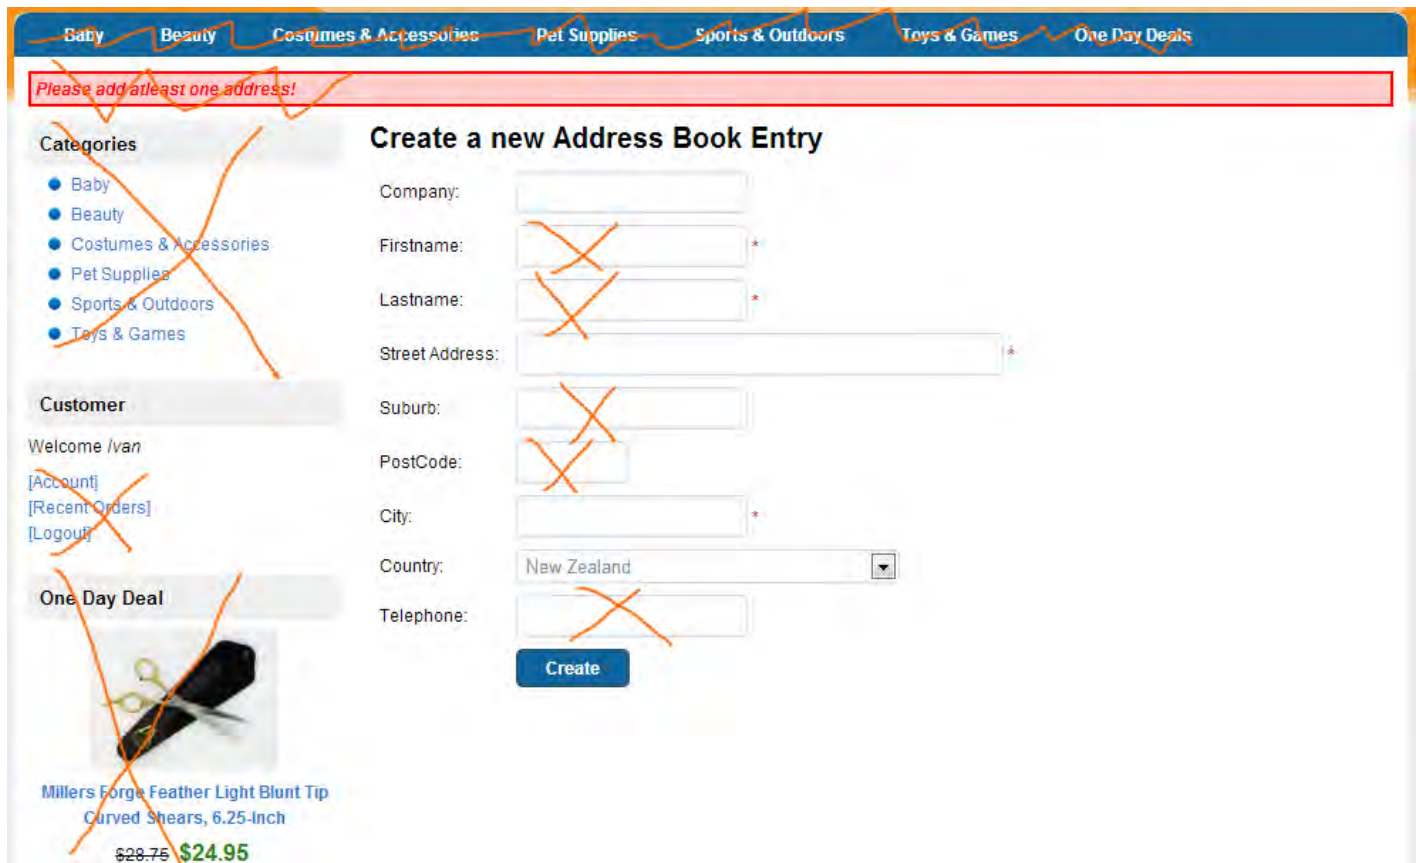 Baby Beauty Costumes & Accessories Pet Supplies Sports & Outdoors Toys & Games One Day Deals
Please add atleast one address!
Categories
Baby
Beauty
Costumes & Accessories
Pet Supplies
Sports & Outdoors
Toys & Games
Customer
Welcome Ivan
[Account]
[Recent Orders]
[Logout]
One Day Deal
Millers Forge Feather Light Blunt Tip
Curved Shears, 6.25-Inch
$28.75 $24.95
Create a new Address Book Entry
Company:
Firstname: *
Lastname: *
Street Address: *
Suburb:
PostCode:
City: *
Country: New Zealand
Telephone:
Create